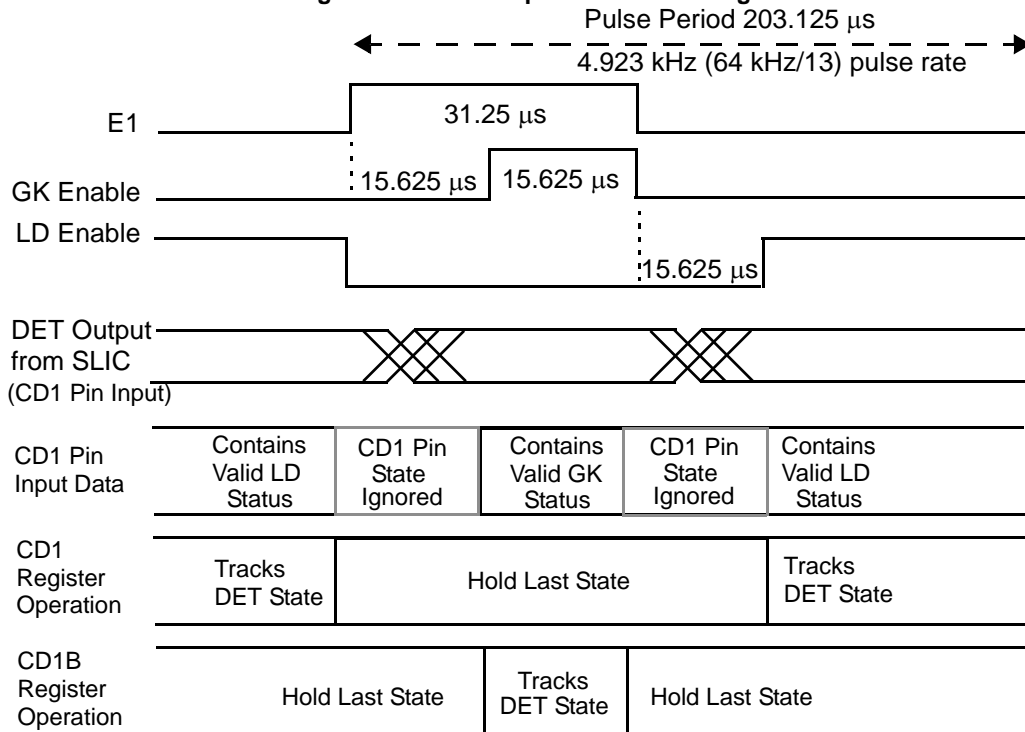 Pulse Period 203.125 μs
4.923 kHz (64 kHz/13) pulse rate
E1
31.25 μs
GK Enable
15.625 μs
15.625 μs
LD Enable
15.625 μs
DET Output
from SLIC
(CD1 Pin Input)
CD1 Pin
Input Data
Contains
Valid LD
Status
CD1 Pin
State
Ignored
Contains
Valid GK
Status
CD1 Pin
State
Ignored
Contains
Valid LD
Status
CD1
Register
Operation
Tracks
DET State
Hold Last State
Tracks
DET State
CD1B
Register
Operation
Hold Last State
Tracks
DET State
Hold Last State